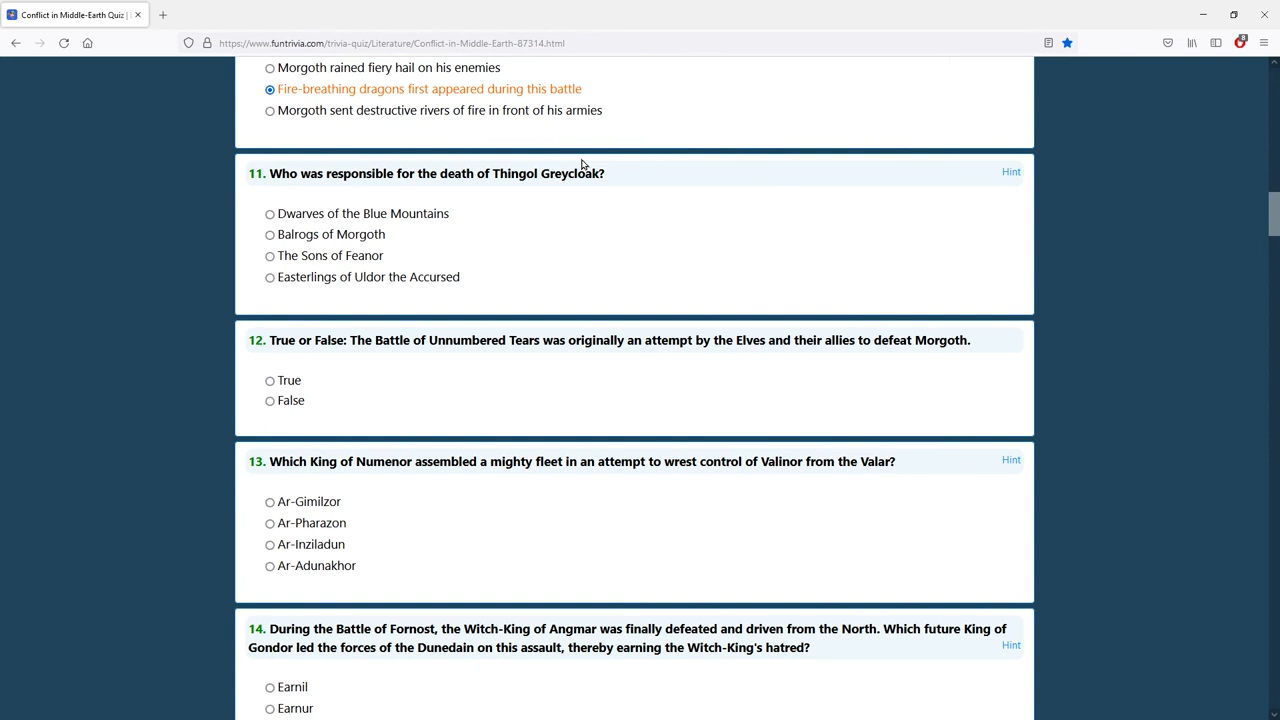 Conflict in Middle-Earth Quiz |
https://www.funtrivia.com/trivia-quiz/Literature/Conflict-in-Middle-Earth-87314.html
Morgoth rained fiery hail on his enemies
Fire-breathing dragons first appeared during this battle
Morgoth sent destructive rivers of fire in front of his armies
11. Who was responsible for the death of Thingol Greycloak?
Hint
Dwarves of the Blue Mountains
Balrogs of Morgoth
The Sons of Feanor
Easterlings of Uldor the Accursed
12. True or False: The Battle of Unnumbered Tears was originally an attempt by the Elves and their allies to defeat Morgoth.
True
False
13. Which King of Numenor assembled a mighty fleet in an attempt to wrest control of Valinor from the Valar?
Hint
Ar-Gimilzor
Ar-Pharazon
Ar-Inziladun
Ar-Adunakhor
14. During the Battle of Fornost, the Witch-King of Angmar was finally defeated and driven from the North. Which future King of
Gondor led the forces of the Dunedain on this assault, thereby earning the Witch-King's hatred?
Hint
Earnil
Earnur